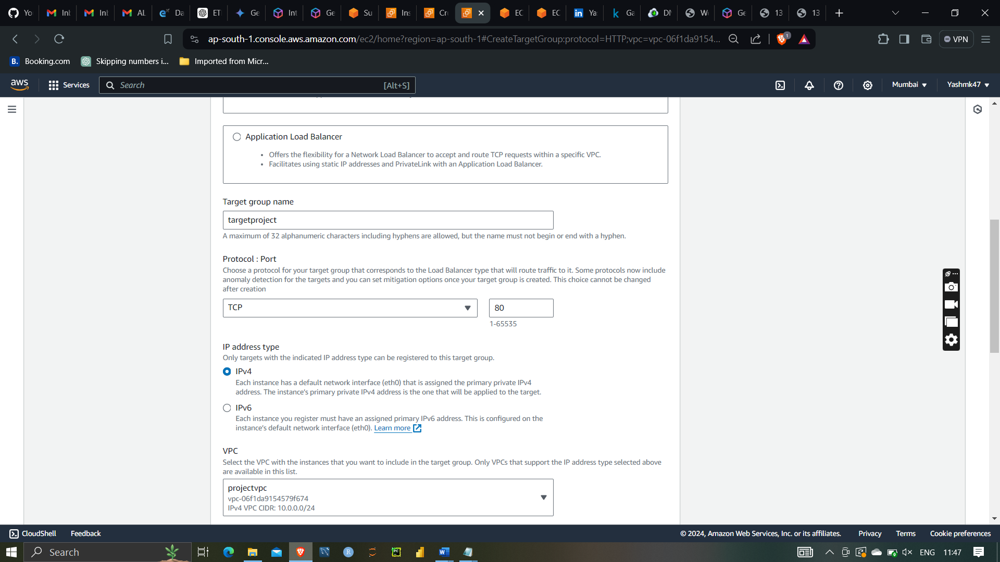 Yo
Inb
Inb
AL
Da
ETI
Ge
Int
Ge
Su
Ins
Cr
EC
EC
Ya
Ga
DN
W
Ge
13
13
ap-south-1.console.aws.amazon.com/ec2/home?region=ap-south-1#CreateTargetGroup:protocol=HTTP;vpc=vpc-06f1da9154...
1
VPN
B. Booking.com
Skipping numbers i...
Imported from Micr...
aws
Services
Search
[Alt+S]
Mumbai
Yashmk47
Application Load Balancer
• Offers the flexibility for a Network Load Balancer to accept and route TCP requests within a specific VPC.
• Facilitates using static IP addresses and PrivateLink with an Application Load Balancer.
Target group name
targetproject
A maximum of 32 alphanumeric characters including hyphens are allowed, but the name must not begin or end with a hyphen.
Protocol : Port
Choose a protocol for your target group that corresponds to the Load Balancer type that will route traffic to it. Some protocols now include
anomaly detection for the targets and you can set mitigation options once your target group is created. This choice cannot be changed
after creation
TCP
80
1-65535
IP address type
Only targets with the indicated IP address type can be registered to this target group.
IPv4
Each instance has a default network interface (eth0) that is assigned the primary private IPv4
address. The instance's primary private IPv4 address is the one that will be applied to the target.
IPv6
Each instance you register must have an assigned primary IPv6 address. This is configured on the
instance's default network interface (eth0). Learn more
VPC
Select the VPC with the instances that you want to include in the target group. Only VPCs that support the IP address type selected above
are available in this list.
projectvpc
vpc-06f1da9154579f674
IPv4 VPC CIDR: 10.0.0.0/24
CloudShell
Feedback
© 2024, Amazon Web Services, Inc. or its affiliates.
Privacy
Terms
Cookie preferences
Search
ENG
11:47